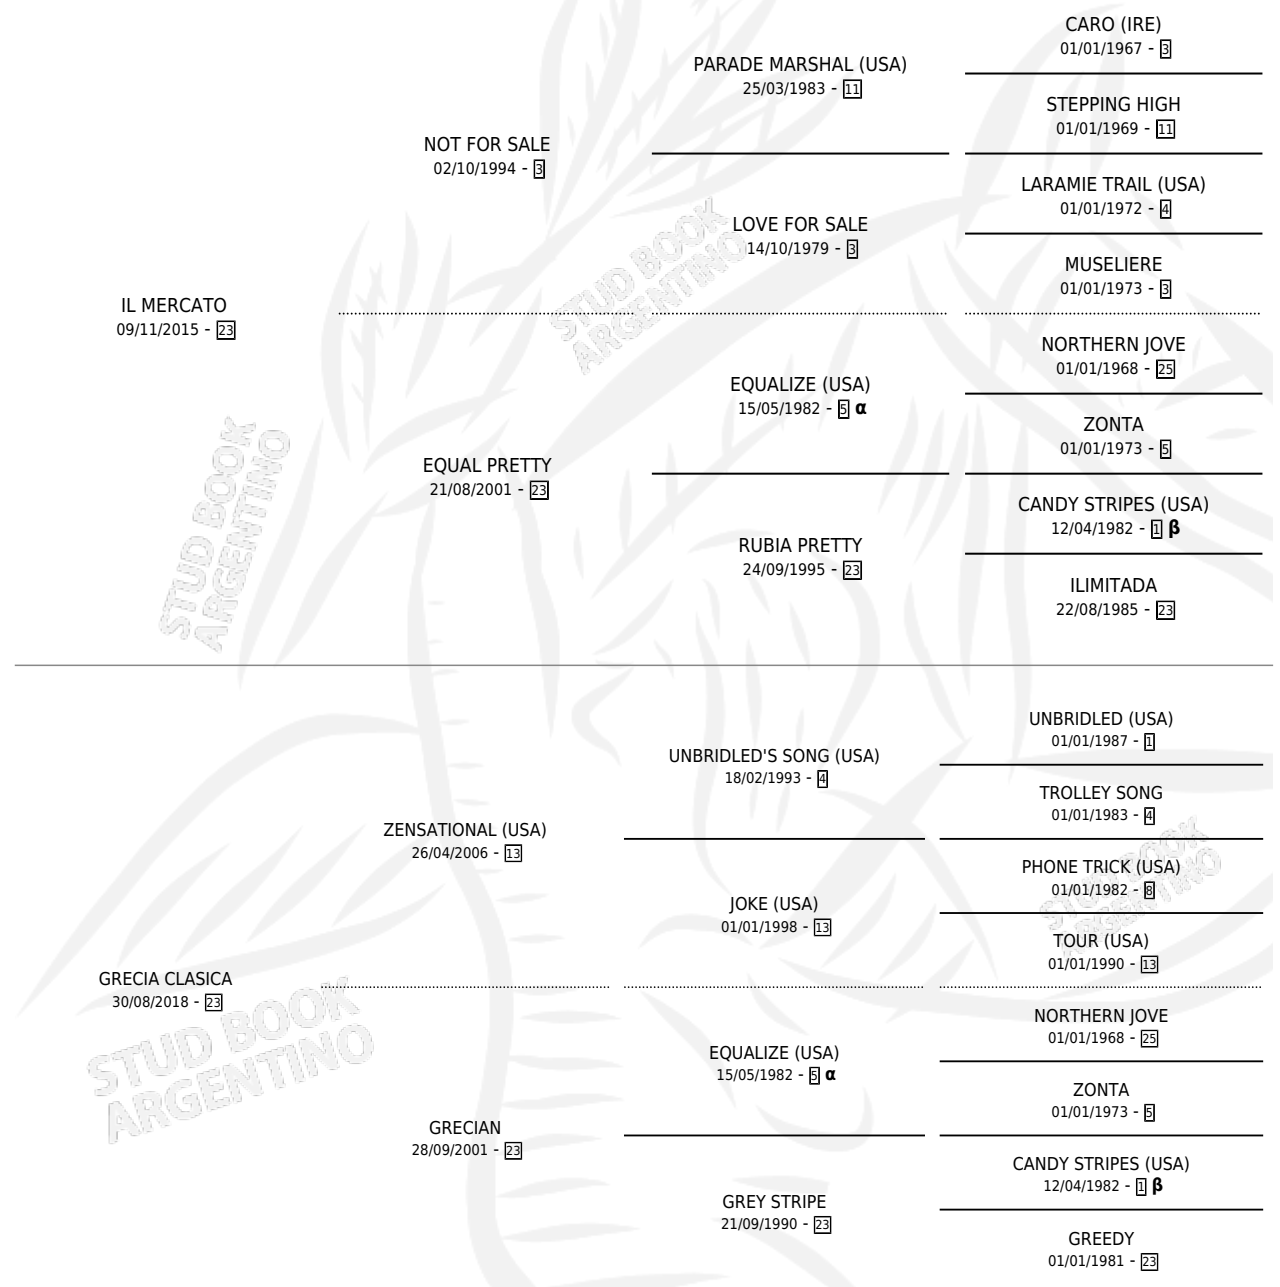 CARO (IRE)
01/01/1967 - 3
PARADE MARSHAL (USA)
25/03/1983 - 11
STEPPING HIGH
01/01/1969 - 11
NOT FOR SALE
02/10/1994 - 3
LARAMIE TRAIL (USA)
01/01/1972 - 4
LOVE FOR SALE
14/10/1979 - 3
MUSELIERE
01/01/1973 - 3
STUD BOOK
ARGENTINO
IL MERCATO
09/11/2015 - 23
NORTHERN JOVE
01/01/1968 - 25
EQUALIZE (USA)
15/05/1982 - 5 α
ZONTA
01/01/1973 - 5
EQUAL PRETTY
21/08/2001 - 23
CANDY STRIPES (USA)
12/04/1982 - 1 β
RUBIA PRETTY
24/09/1995 - 23
ILIMITADA
22/08/1985 - 23
STUD BOOK
ARGENTINO
UNBRIDLED (USA)
01/01/1987 - 1
UNBRIDLED'S SONG (USA)
18/02/1993 - 4
TROLLEY SONG
01/01/1983 - 4
ZENSATIONAL (USA)
26/04/2006 - 13
PHONE TRICK (USA)
01/01/1982 - 8
JOKE (USA)
01/01/1998 - 13
TOUR (USA)
01/01/1990 - 13
STUD BOOK
ARGENTINO
GRECIA CLASICA
30/08/2018 - 23
NORTHERN JOVE
01/01/1968 - 25
EQUALIZE (USA)
15/05/1982 - 5 α
ZONTA
01/01/1973 - 5
STUD BOOK
ARGENTINO
GRECIAN
28/09/2001 - 23
CANDY STRIPES (USA)
12/04/1982 - 1 β
GREY STRIPE
21/09/1990 - 23
GREEDY
01/01/1981 - 23